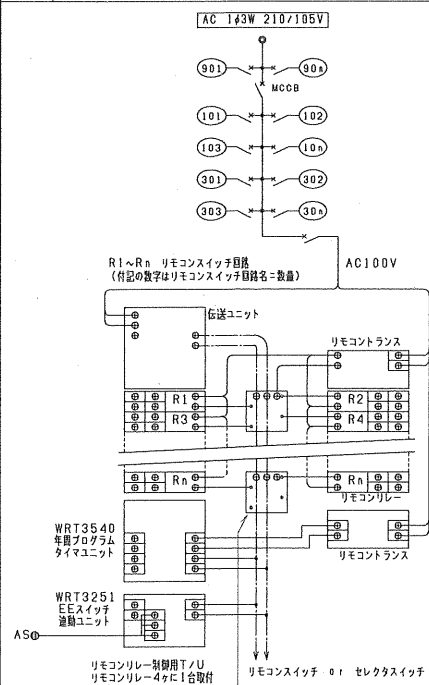 AC 1φ3W 210/105V
901 90n
MCCB
101 102
103 10n
301 302
303 30n
R1~Rn リモコンスイッチ回路
(付記の数字はリモコンスイッチ回路名=数量)
AC100V
伝送ユニット
リモコントランス
R1 R2
R3 R4
Rn Rn
リモコンリレー
WRT3540
年間プログラム
タイマユニット
リモコントランス
WRT3251
EEスイッチ
連動ユニット
AS
リモコンリレー制御用T/U
リモコンリレー4ケに1台取付
リモコンスイッチ or セレクタスイッチ